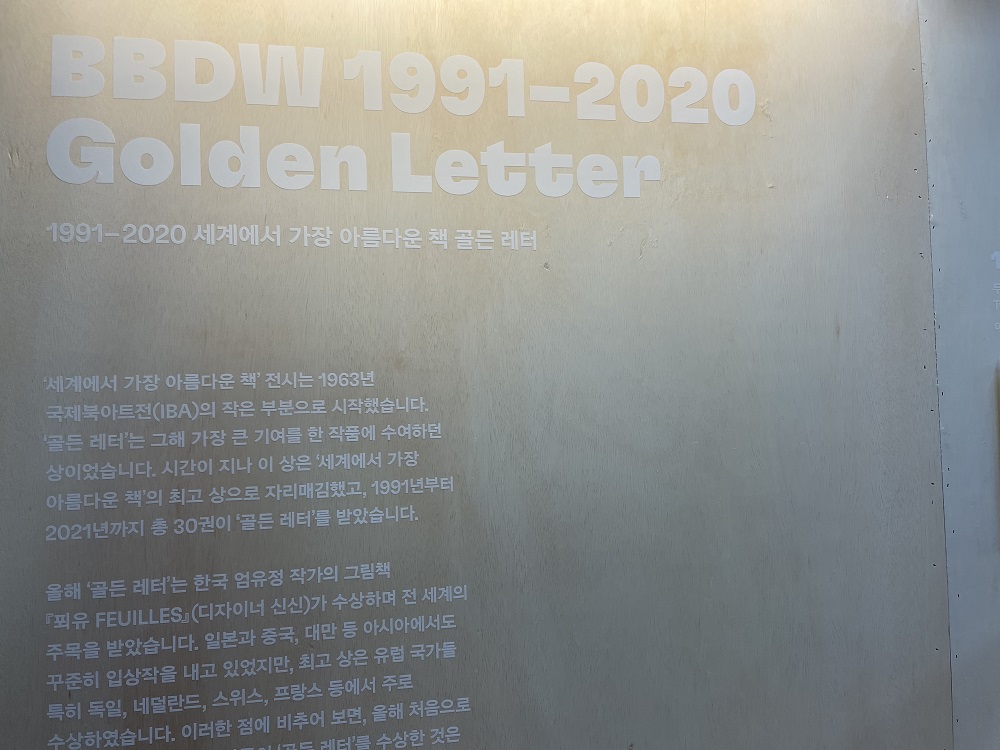 BBDW 1991–2020
Golden Letter
1991–2020 세계에서 가장 아름다운 책 골든 레터
‘세계에서 가장 아름다운 책’ 전시는 1963년
국제북아트전(IBA)의 작은 부분으로 시작했습니다.
‘골든 레터’는 그해 가장 큰 기여를 한 작품에 수여하던
상이었습니다. 시간이 지나 이 상은 ‘세계에서 가장
아름다운 책’의 최고 상으로 자리매김했고, 1991년부터
2021년까지 총 30권이 ‘골든 레터’를 받았습니다.
올해 ‘골든 레터’는 한국 엄유정 작가의 그림책
『푀유 FEUILLES』(디자이너 신신)가 수상하며 전 세계의
주목을 받았습니다. 일본과 중국, 대만 등 아시아에서도
꾸준히 입상작을 내고 있었지만, 최고 상은 유럽 국가들
특히 독일, 네덜란드, 스위스, 프랑스 등에서 주로
수상하였습니다. 이러한 점에 비추어 보면, 올해 처음으로
‘골든 레터’를 수상한 것은